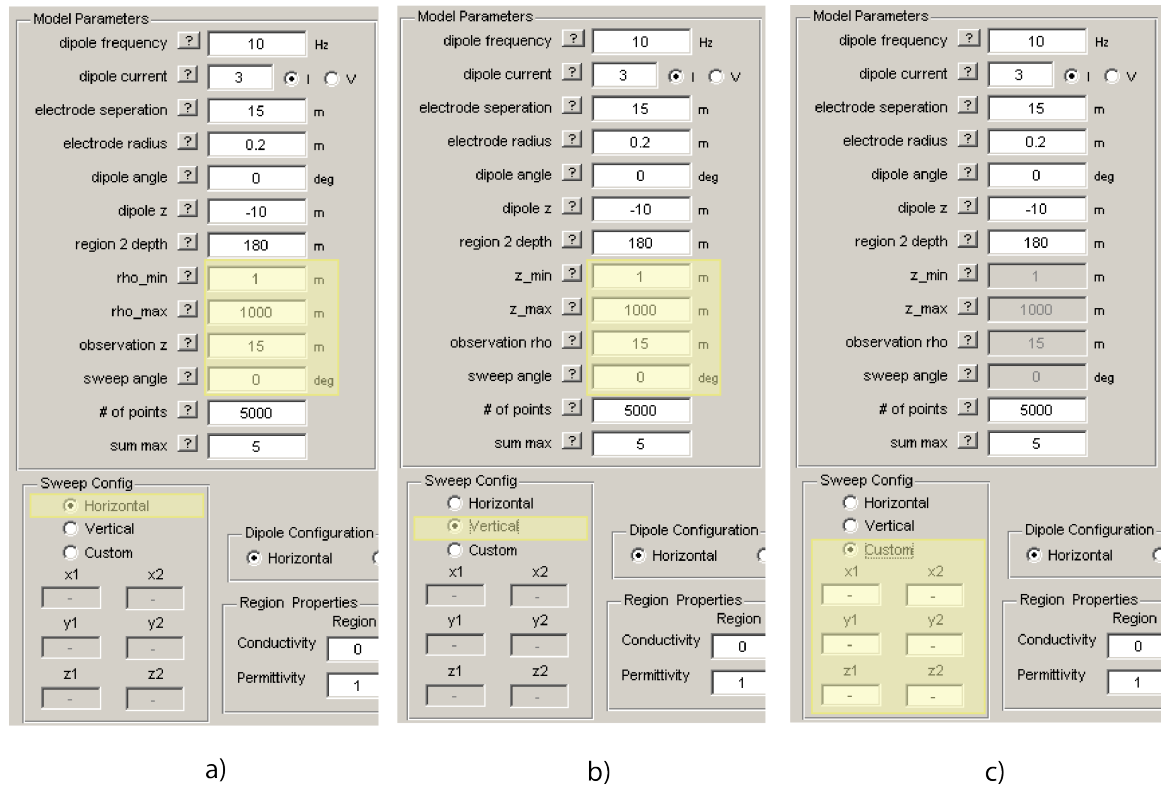 Model Parameters
dipole frequency ? 10 Hz
dipole current ? 3 I V
electrode seperation ? 15 m
electrode radius ? 0.2 m
dipole angle ? 0 deg
dipole z ? -10 m
region 2 depth ? 180 m
rho_min ? 1 m
rho_max ? 1000 m
observation z ? 15 m
sweep angle ? 0 deg
# of points ? 5000
sum max ? 5
Sweep Config
Horizontal
Vertical
Custom
x1 x2
- -
y1 y2
- -
z1 z2
- -
Dipole Configuration
Horizontal
Region Properties
Region
Conductivity 0
Permittivity 1
a)
Model Parameters
dipole frequency ? 10 Hz
dipole current ? 3 I V
electrode seperation ? 15 m
electrode radius ? 0.2 m
dipole angle ? 0 deg
dipole z ? -10 m
region 2 depth ? 180 m
z_min ? 1 m
z_max ? 1000 m
observation rho ? 15 m
sweep angle ? 0 deg
# of points ? 5000
sum max ? 5
Sweep Config
Horizontal
Vertical
Custom
x1 x2
- -
y1 y2
- -
z1 z2
- -
Dipole Configuration
Horizontal
Region Properties
Region
Conductivity 0
Permittivity 1
b)
Model Parameters
dipole frequency ? 10 Hz
dipole current ? 3 I V
electrode seperation ? 15 m
electrode radius ? 0.2 m
dipole angle ? 0 deg
dipole z ? -10 m
region 2 depth ? 180 m
z_min ? 1 m
z_max ? 1000 m
observation rho ? 15 m
sweep angle ? 0 deg
# of points ? 5000
sum max ? 5
Sweep Config
Horizontal
Vertical
Custom
x1 x2
- -
y1 y2
- -
z1 z2
- -
Dipole Configuration
Horizontal
Region Properties
Region
Conductivity 0
Permittivity 1
c)